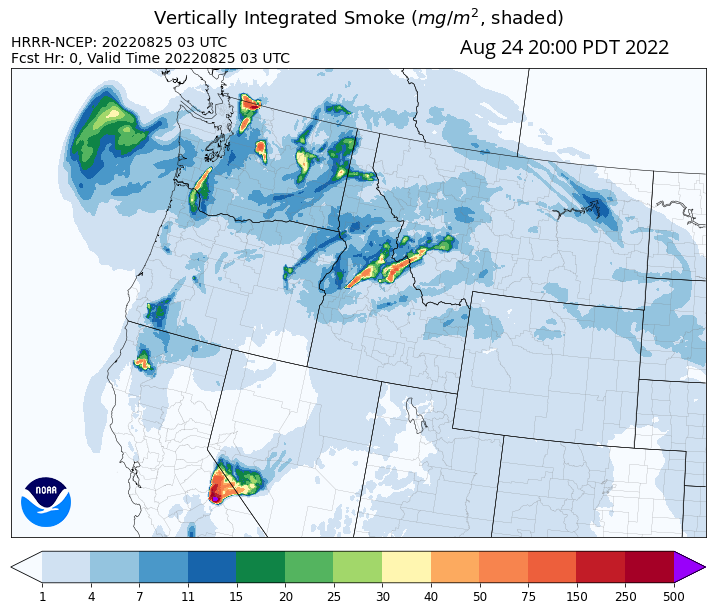 Vertically Integrated Smoke (mg/m², shaded)
HRRR-NCEP: 20220825 03 UTC
Fcst Hr: 0, Valid Time 20220825 03 UTC
Aug 24 20:00 PDT 2022
NOAA
1 4 7 11 15 20 25 30 40 50 75 150 250 500